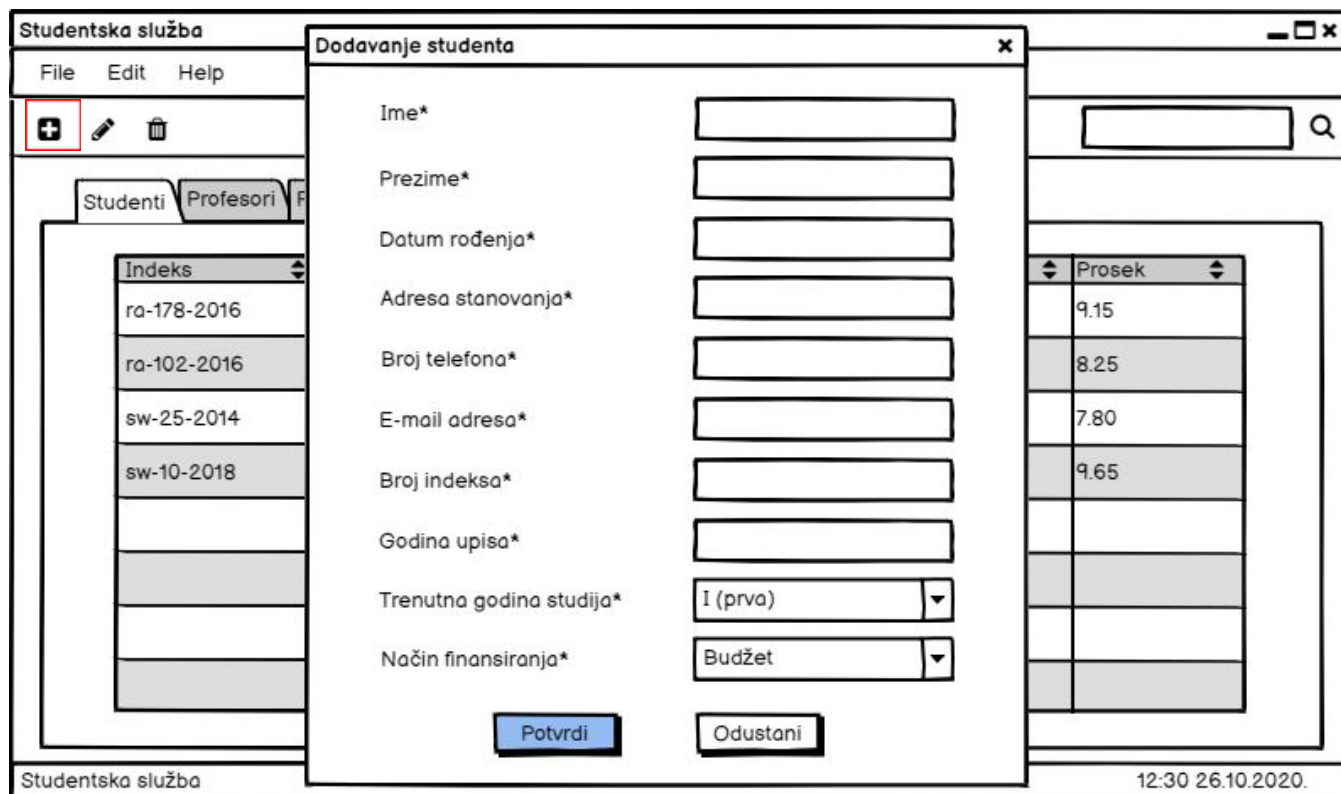 Studentska služba
File Edit Help
Studenti Profesori
Indeks Prosek
ra-178-2016 9.15
ra-102-2016 8.25
sw-25-2014 7.80
sw-10-2018 9.65
Dodavanje studenta
Ime*
Prezime*
Datum rođenja*
Adresa stanovanja*
Broj telefona*
E-mail adresa*
Broj indeksa*
Godina upisa*
Trenutna godina studija* I (prva)
Način finansiranja* Budžet
Potvrdi Odustani
Studentska služba 12:30 26.10.2020.